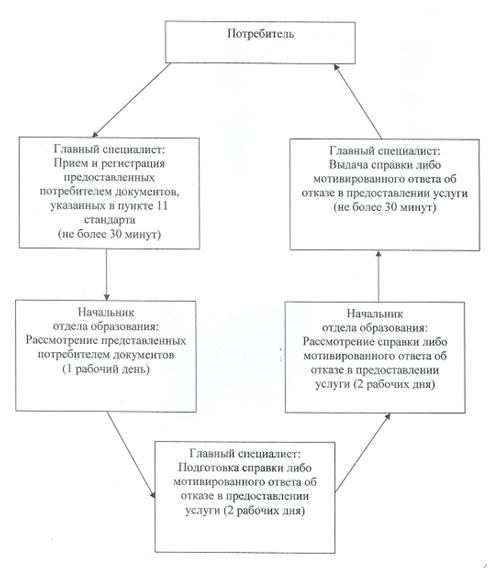 Потребитель
Главный специалист:
Прием и регистрация
предоставленных
потребителем документов,
указанных в пункте 11
стандарта
(не более 30 минут)
Начальник
отдела образования:
Рассмотрение представленных
потребителем документов
(1 рабочий день)
Главный специалист:
Подготовка справки либо
мотивированного ответа об
отказе в предоставлении
услуги (2 рабочих дня)
Начальник
отдела образования:
Рассмотрение справки либо
мотивированного ответа об
отказе в предоставлении
услуги (2 рабочих дня)
Главный специалист:
Выдача справки либо
мотивированного ответа об
отказе в предоставлении услуги
(не более 30 минут)